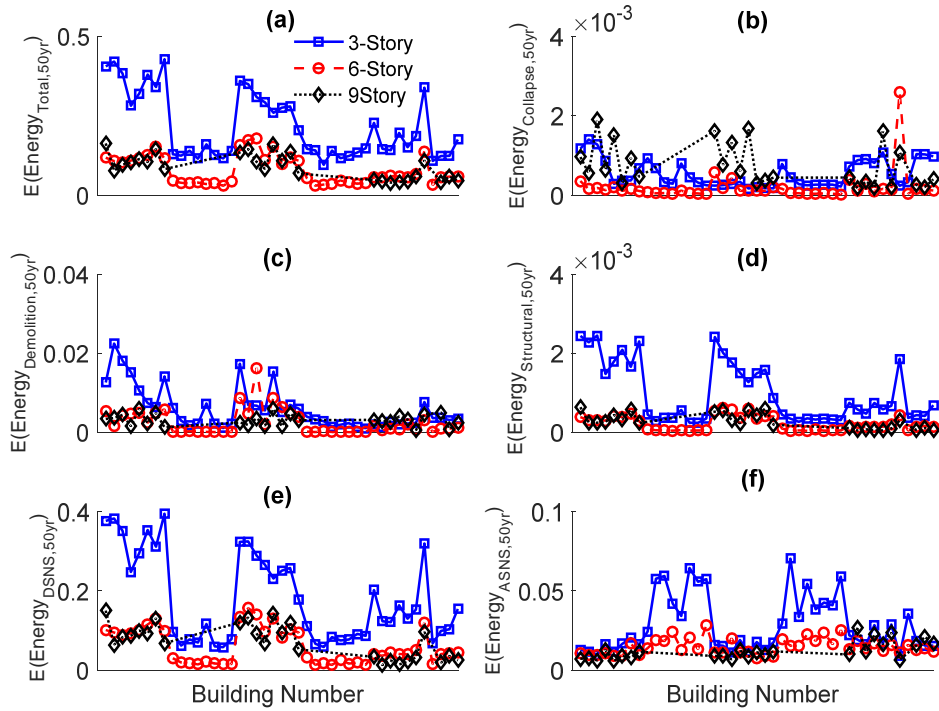 (a)
E(Energy_Total,50yr)
0.5
0
3-Story
6-Story
9Story
(b)
×10^-3
E(Energy_Collapse,50yr)
4
2
0
(c)
E(Energy_Demolition,50yr)
0.04
0.02
0
(d)
×10^-3
E(Energy_Structural,50yr)
4
2
0
(e)
E(Energy_DSNS,50yr)
0.4
0.2
0
Building Number
(f)
E(Energy_ASNS,50yr)
0.1
0.05
0
Building Number